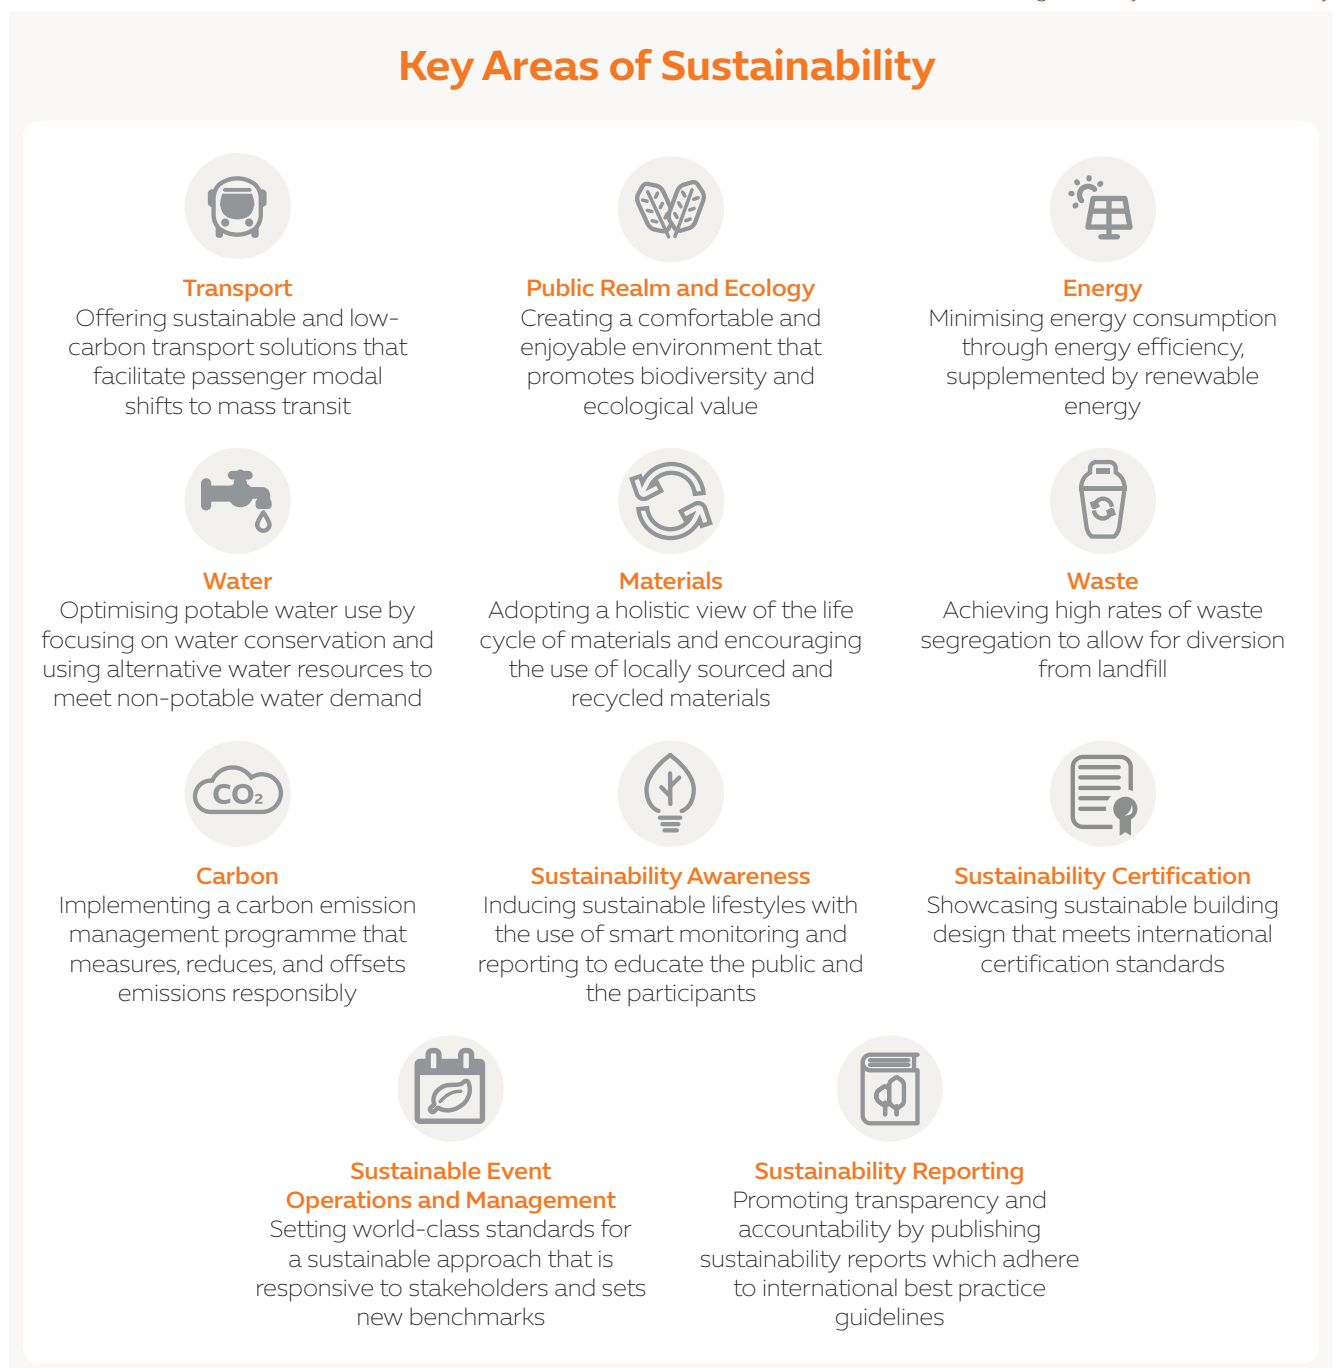 Key Areas of Sustainability
Transport
Offering sustainable and low-
carbon transport solutions that
facilitate passenger modal
shifts to mass transit
Public Realm and Ecology
Creating a comfortable and
enjoyable environment that
promotes biodiversity and
ecological value
Energy
Minimising energy consumption
through energy efficiency,
supplemented by renewable
energy
Water
Optimising potable water use by
focusing on water conservation and
using alternative water resources to
meet non-potable water demand
Materials
Adopting a holistic view of the life
cycle of materials and encouraging
the use of locally sourced and
recycled materials
Waste
Achieving high rates of waste
segregation to allow for diversion
from landfill
CO₂
Carbon
Implementing a carbon emission
management programme that
measures, reduces, and offsets
emissions responsibly
Sustainability Awareness
Inducing sustainable lifestyles with
the use of smart monitoring and
reporting to educate the public and
the participants
Sustainability Certification
Showcasing sustainable building
design that meets international
certification standards
Sustainable Event
Operations and Management
Setting world-class standards for
a sustainable approach that is
responsive to stakeholders and sets
new benchmarks
Sustainability Reporting
Promoting transparency and
accountability by publishing
sustainability reports which adhere
to international best practice
guidelines